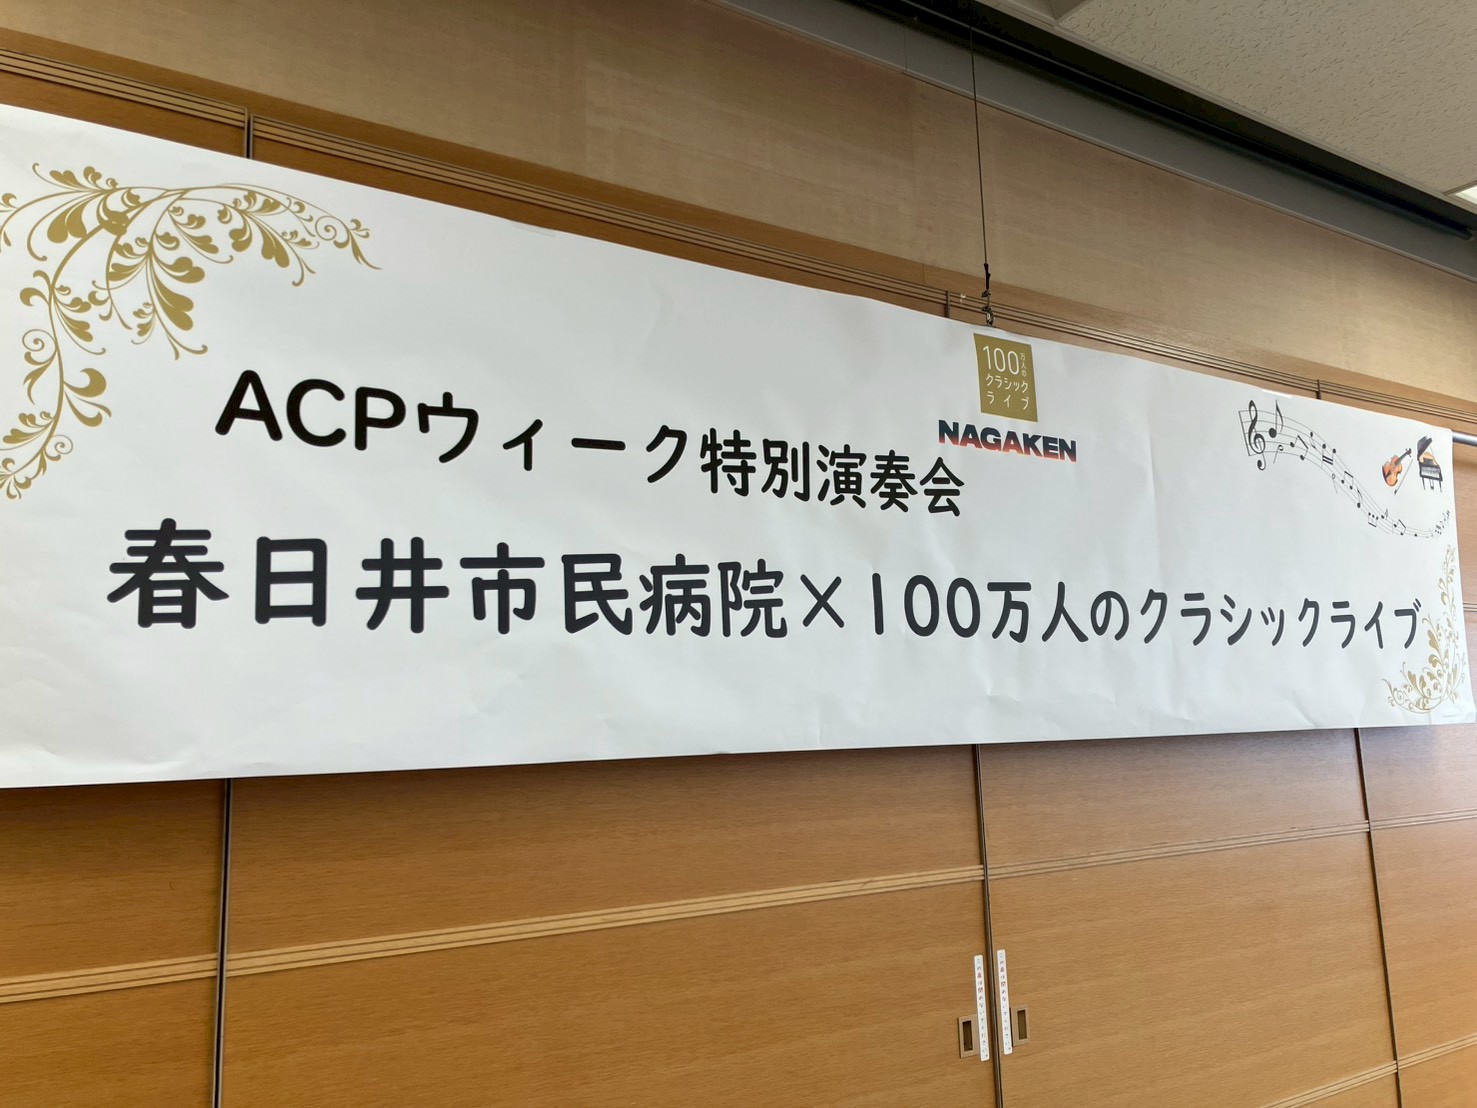 100万人の
クラシック
ライブ
NAGAKEN
ACPウィーク特別演奏会
春日井市民病院×100万人のクラシックライブ